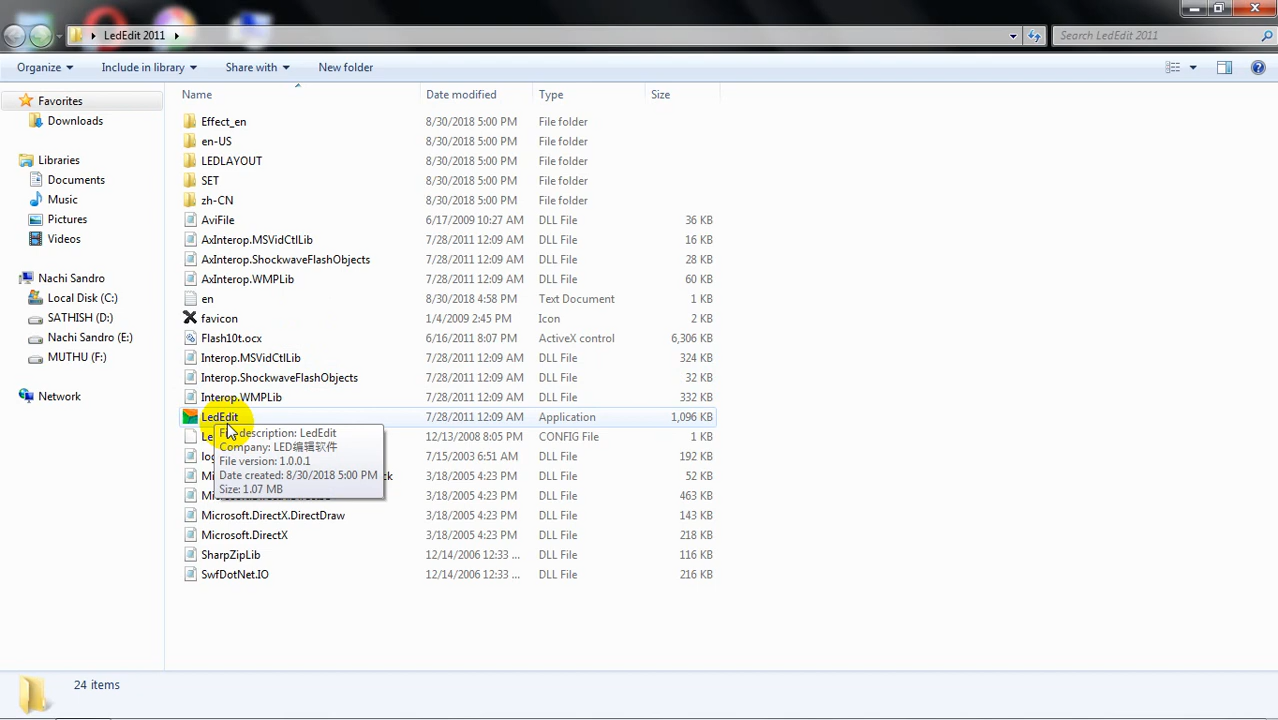 LedEdit 2011
Search LedEdit 2011
Organize Include in library Share with New folder
Name Date modified Type Size
Favorites
Downloads
Libraries
Documents
Music
Pictures
Videos
Nachi Sandro
Local Disk (C:)
SATHISH (D:)
Nachi Sandro (E:)
MUTHU (F:)
Network
Effect_en 8/30/2018 5:00 PM File folder
en-US 8/30/2018 5:00 PM File folder
LEDLAYOUT 8/30/2018 5:00 PM File folder
SET 8/30/2018 5:00 PM File folder
zh-CN 8/30/2018 5:00 PM File folder
AviFile 6/17/2009 10:27 AM DLL File 36 KB
AxInterop.MSVidCtlLib 7/28/2011 12:09 AM DLL File 16 KB
AxInterop.ShockwaveFlashObjects 7/28/2011 12:09 AM DLL File 28 KB
AxInterop.WMPLib 7/28/2011 12:09 AM DLL File 60 KB
en 8/30/2018 4:58 PM Text Document 1 KB
favicon 1/4/2009 2:45 PM Icon 2 KB
Flash10t.ocx 6/16/2011 8:07 PM ActiveX control 6,306 KB
Interop.MSVidCtlLib 7/28/2011 12:09 AM DLL File 324 KB
Interop.ShockwaveFlashObjects 7/28/2011 12:09 AM DLL File 32 KB
Interop.WMPLib 7/28/2011 12:09 AM DLL File 332 KB
LedEdit 7/28/2011 12:09 AM Application 1,096 KB
12/13/2008 8:05 PM CONFIG File 1 KB
7/15/2003 6:51 AM DLL File 192 KB
3/18/2005 4:23 PM DLL File 52 KB
3/18/2005 4:23 PM DLL File 463 KB
Microsoft.DirectX.DirectDraw 3/18/2005 4:23 PM DLL File 143 KB
Microsoft.DirectX 3/18/2005 4:23 PM DLL File 218 KB
SharpZipLib 12/14/2006 12:33 ... DLL File 116 KB
SwfDotNet.IO 12/14/2006 12:33 ... DLL File 216 KB
File description: LedEdit
Company: LED编辑软件
File version: 1.0.0.1
Date created: 8/30/2018 5:00 PM
Size: 1.07 MB
24 items